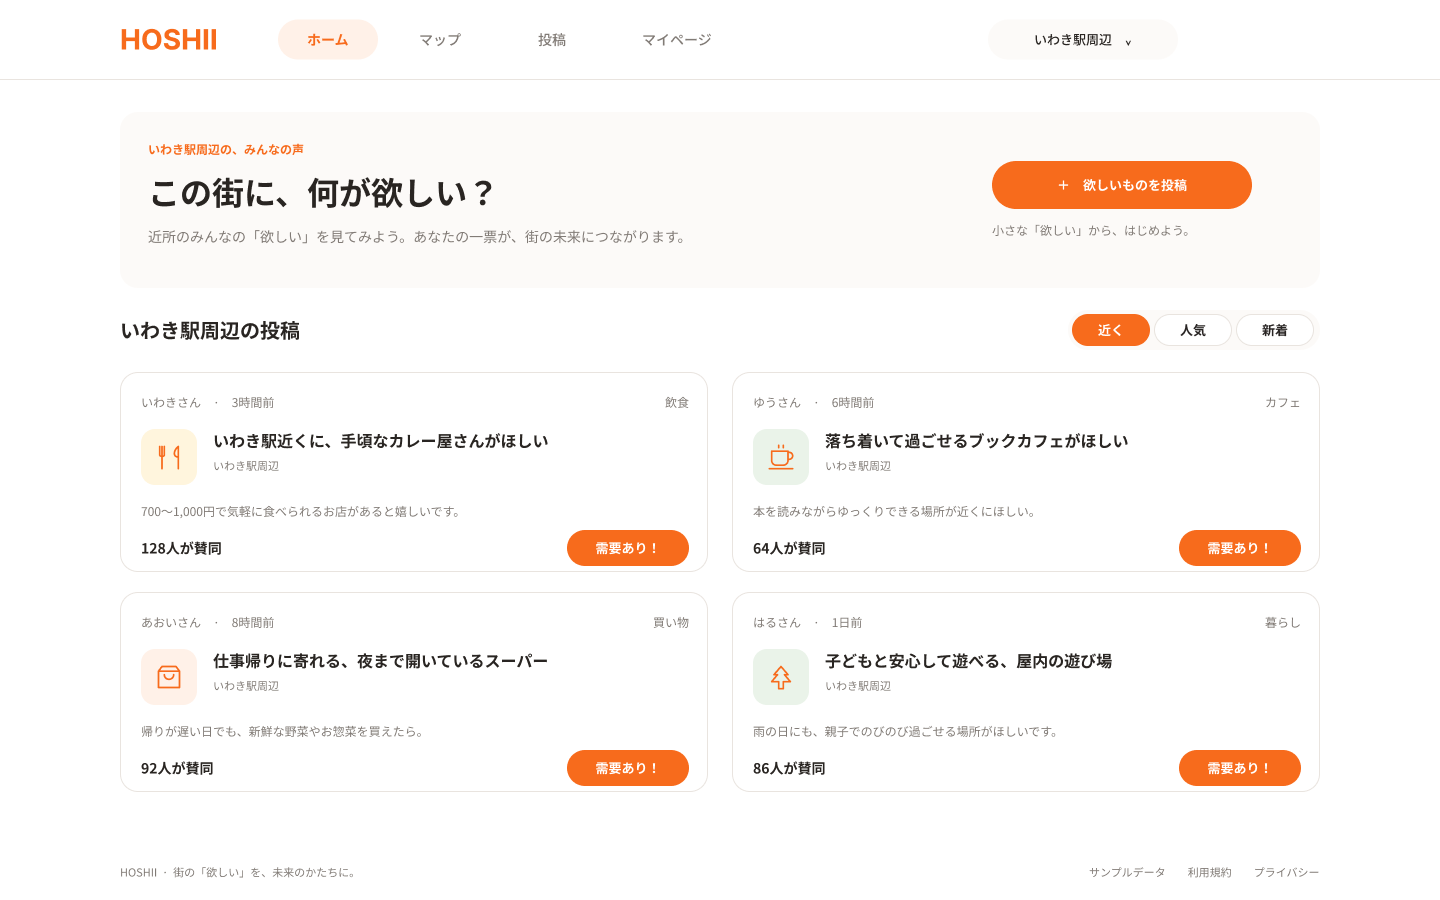 HOSHII
ホーム
マップ
投稿
マイページ
いわき駅周辺
いわき駅周辺の、みんなの声
この街に、何が欲しい？
近所のみんなの「欲しい」を見てみよう。あなたの一票が、街の未来につながります。
＋ 欲しいものを投稿
小さな「欲しい」から、はじめよう。
いわき駅周辺の投稿
近く
人気
新着
いわきさん · 3時間前
飲食
いわき駅近くに、手頃なカレー屋さんがほしい
いわき駅周辺
700〜1,000円で気軽に食べられるお店があると嬉しいです。
128人が賛同
需要あり！
ゆうさん · 6時間前
カフェ
落ち着いて過ごせるブックカフェがほしい
いわき駅周辺
本を読みながらゆっくりできる場所が近くにほしい。
64人が賛同
需要あり！
あおいさん · 8時間前
買い物
仕事帰りに寄れる、夜まで開いているスーパー
いわき駅周辺
帰りが遅い日でも、新鮮な野菜やお惣菜を買えたら。
92人が賛同
需要あり！
はるさん · 1日前
暮らし
子どもと安心して遊べる、屋内の遊び場
いわき駅周辺
雨の日にも、親子でのびのび過ごせる場所がほしいです。
86人が賛同
需要あり！
HOSHII · 街の「欲しい」を、未来のかたちに。
サンプルデータ
利用規約
プライバシー